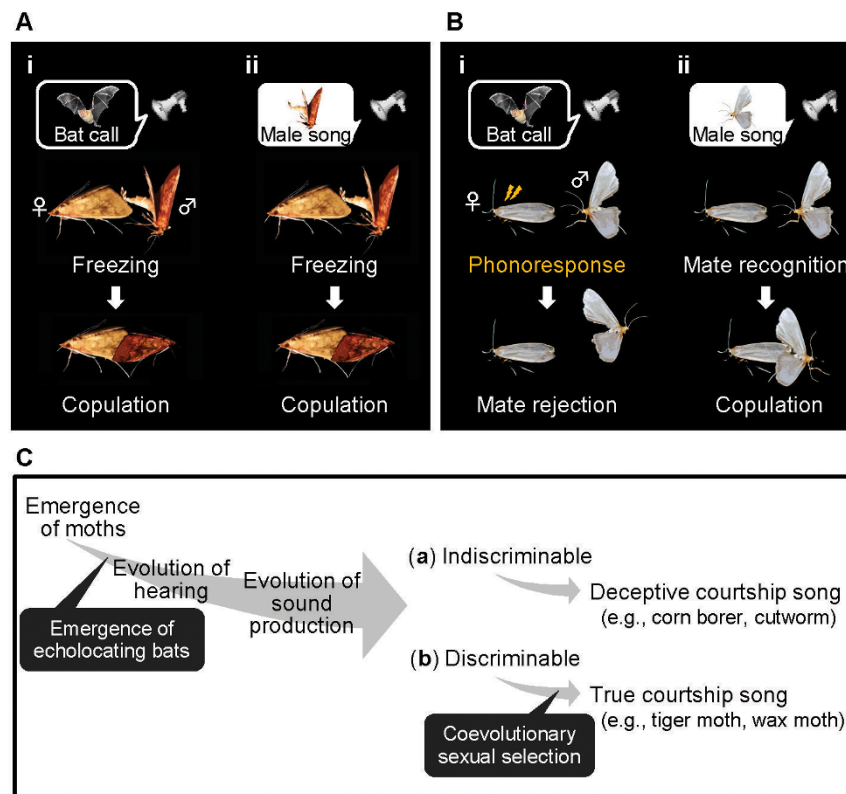 A
i
ii
Bat call
Male song
♀
♂
Freezing
Freezing
Copulation
Copulation
B
i
ii
Bat call
Male song
♀
♂
Phonoresponse
Mate recognition
Mate rejection
Copulation
C
Emergence
of moths
Evolution of
hearing
Evolution of
sound
production
Emergence of
echolocating bats
(a) Indiscriminable
Deceptive courtship song
(e.g., corn borer, cutworm)
(b) Discriminable
True courtship song
(e.g., tiger moth, wax moth)
Coevolutionary
sexual selection